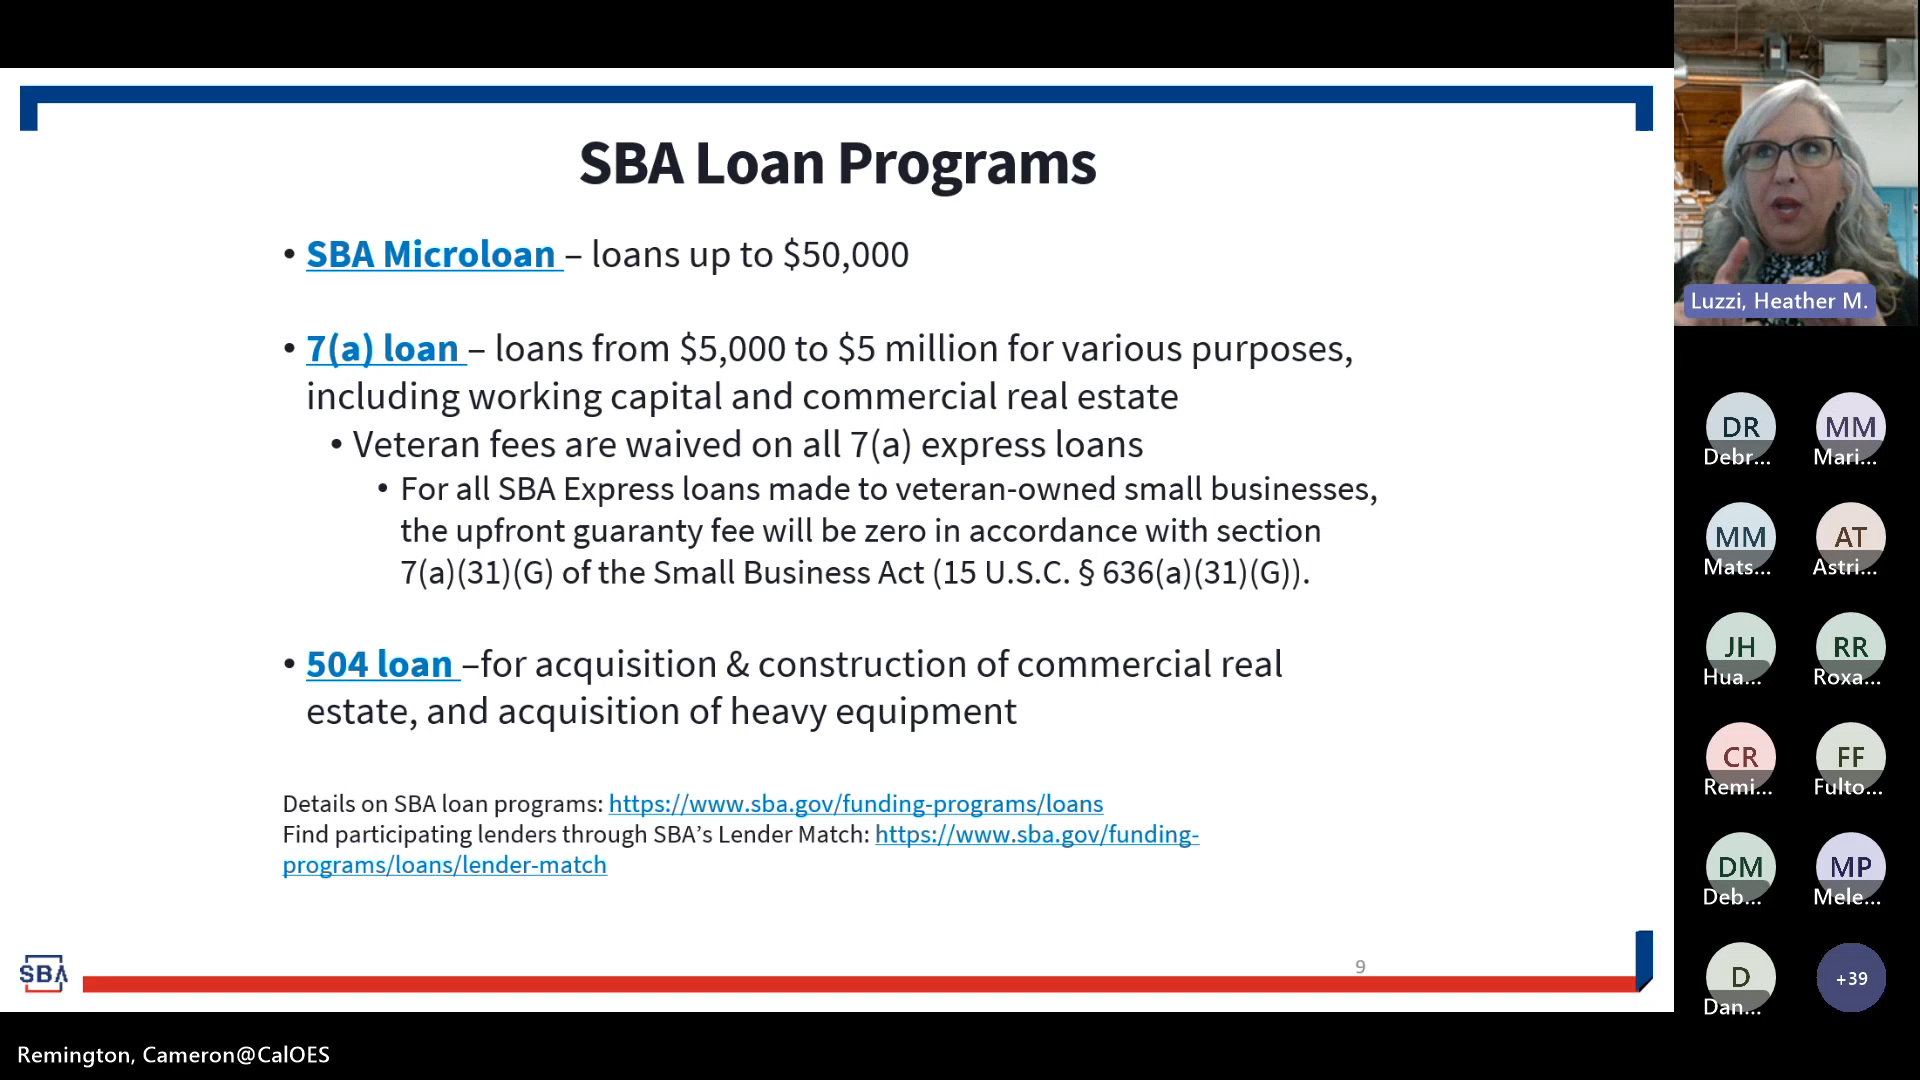 SBA Loan Programs
• SBA Microloan – loans up to $50,000
• 7(a) loan – loans from $5,000 to $5 million for various purposes,
including working capital and commercial real estate
• Veteran fees are waived on all 7(a) express loans
• For all SBA Express loans made to veteran-owned small businesses,
the upfront guaranty fee will be zero in accordance with section
7(a)(31)(G) of the Small Business Act (15 U.S.C. § 636(a)(31)(G)).
• 504 loan –for acquisition & construction of commercial real
estate, and acquisition of heavy equipment
Details on SBA loan programs: https://www.sba.gov/funding-programs/loans
Find participating lenders through SBA’s Lender Match: https://www.sba.gov/funding-
programs/loans/lender-match
SBA
9
Remington, Cameron@CalOES
Luzzi, Heather M.
DR MM
Debr... Mari...
MM AT
Mats... Astri...
JH RR
Hua... Roxa...
CR FF
Remi... Fulto...
DM MP
Deb... Mele...
D +39
Dan...